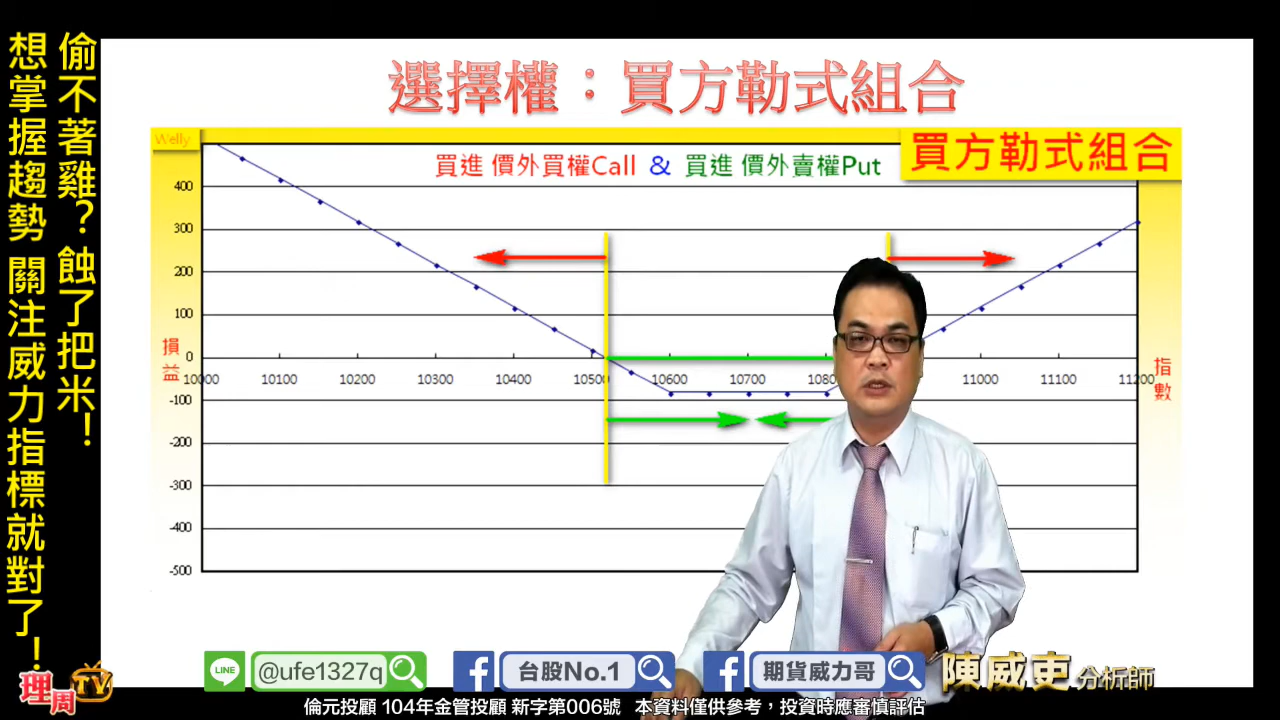 偷不著雞？蝕了把米！
想掌握趨勢 關注威力指標就對了！
選擇權：買方勒式組合
Welly
買方勒式組合
買進 價外買權Call & 買進 價外賣權Put
400
300
200
100
0
-100
-200
-300
-400
-500
損益
10000 10100 10200 10300 10400 10600 10700 11000 11100 11200
指數
LINE @ufe1327q
f 台股No.1
f 期貨威力哥
陳威吏 分析師
理周TV
倫元投顧 104年金管投顧 新字第006號 本資料僅供參考，投資時應審慎評估